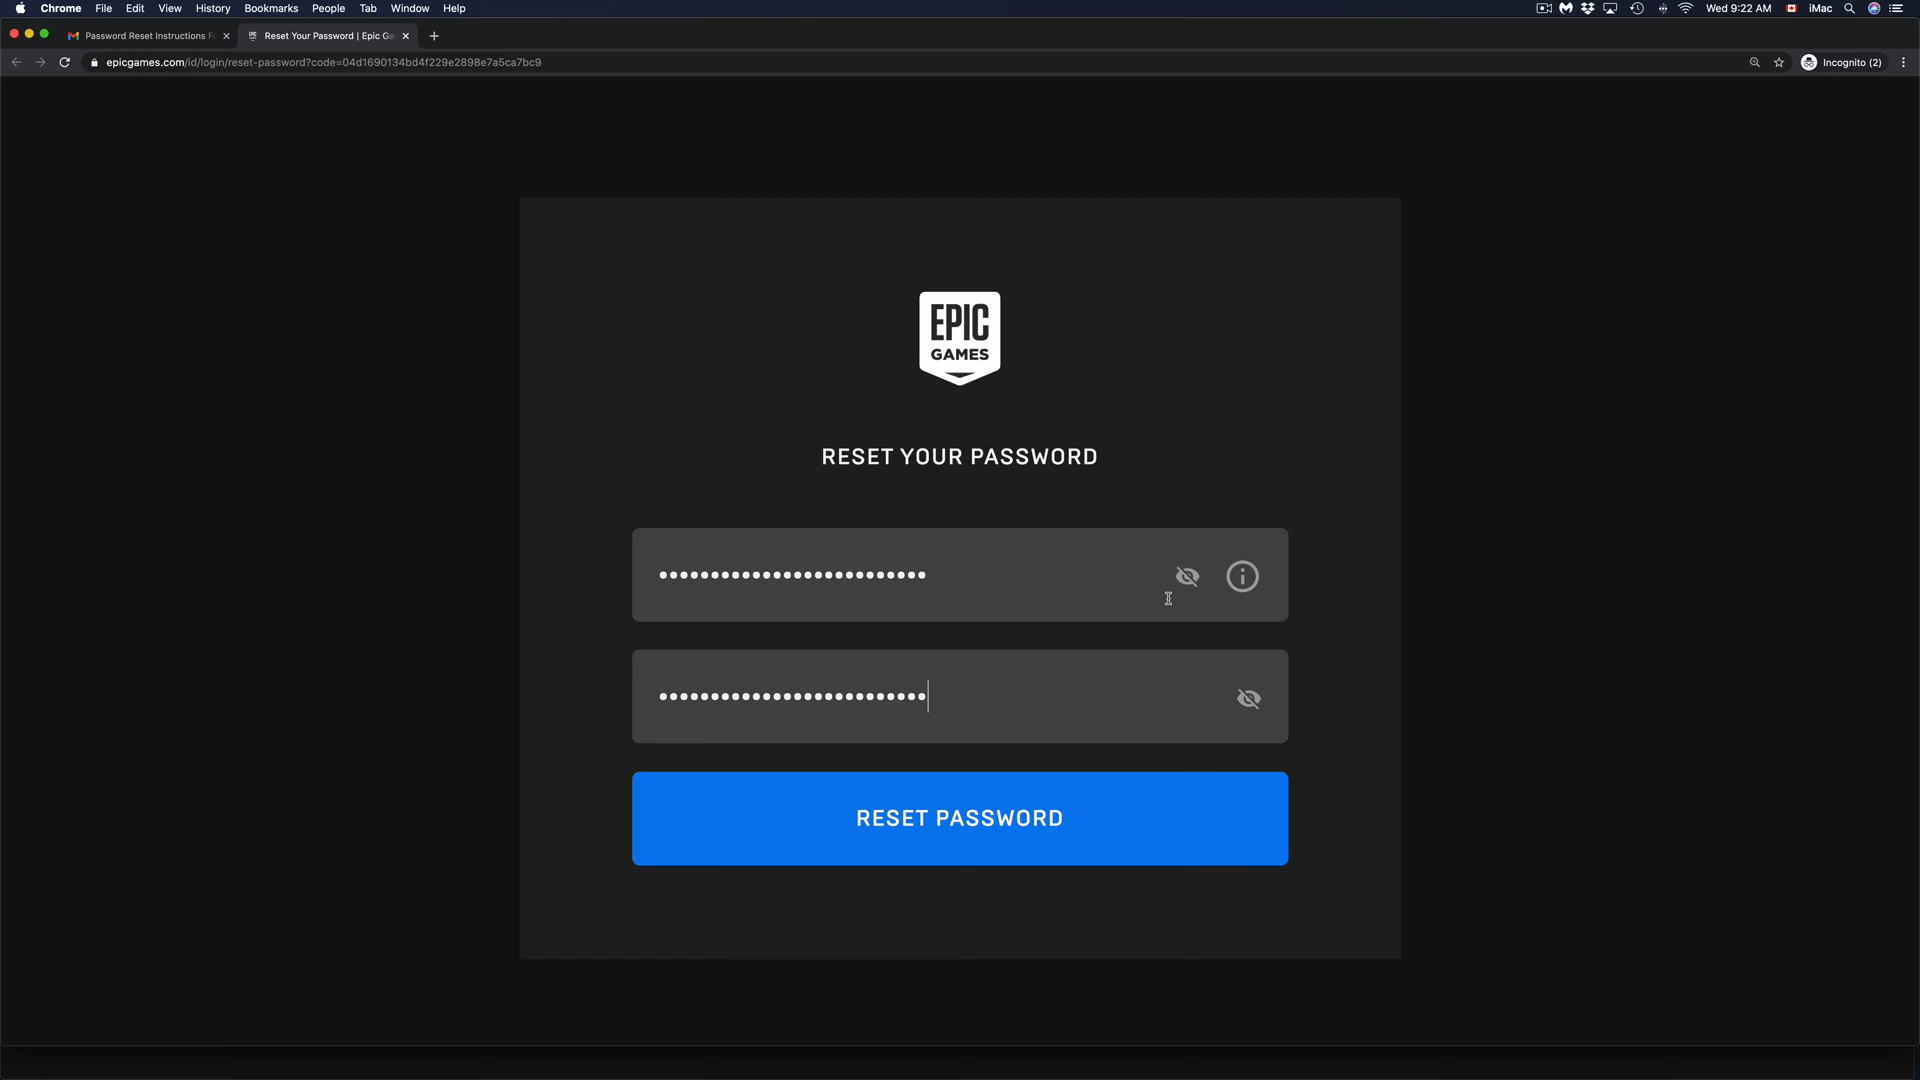 Chrome File Edit View History Bookmarks People Tab Window Help Wed 9:22 AM iMac
Password Reset Instructions Fo Reset Your Password | Epic Ga
epicgames.com/id/login/reset-password?code=04d1690134bd4f229e2898e7a5ca7bc9 Incognito (2)
EPIC
GAMES
RESET YOUR PASSWORD
RESET PASSWORD